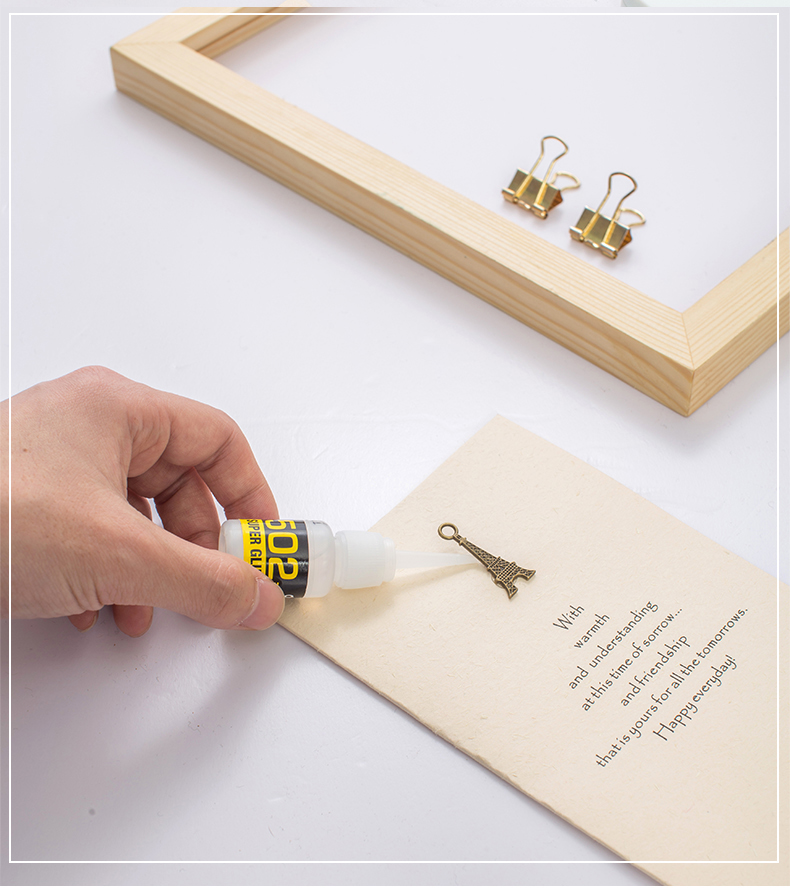 502
SUPER GLU
With
warmth
and understanding
at this time of sorrow...
and friendship
that is yours for all the tomorrows.
Happy everyday!